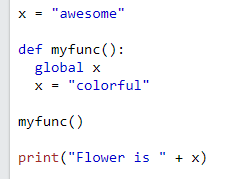 x = "awesome"
def myfunc():
  global x
  x = "colorful"
myfunc()
print("Flower is " + x)